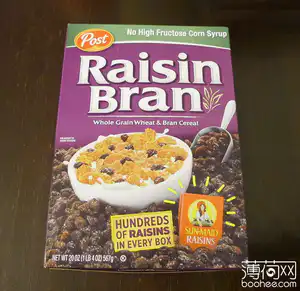 No High Fructose Corn Syrup
Post
Raisin
Bran
Whole Grain Wheat & Bran Cereal
HUNDREDS
OF RAISINS
IN EVERY BOX
SUN-MAID
RAISINS
NET WT 20 OZ (1 LB 4 OZ) 567g
薄荷网
boohee.com